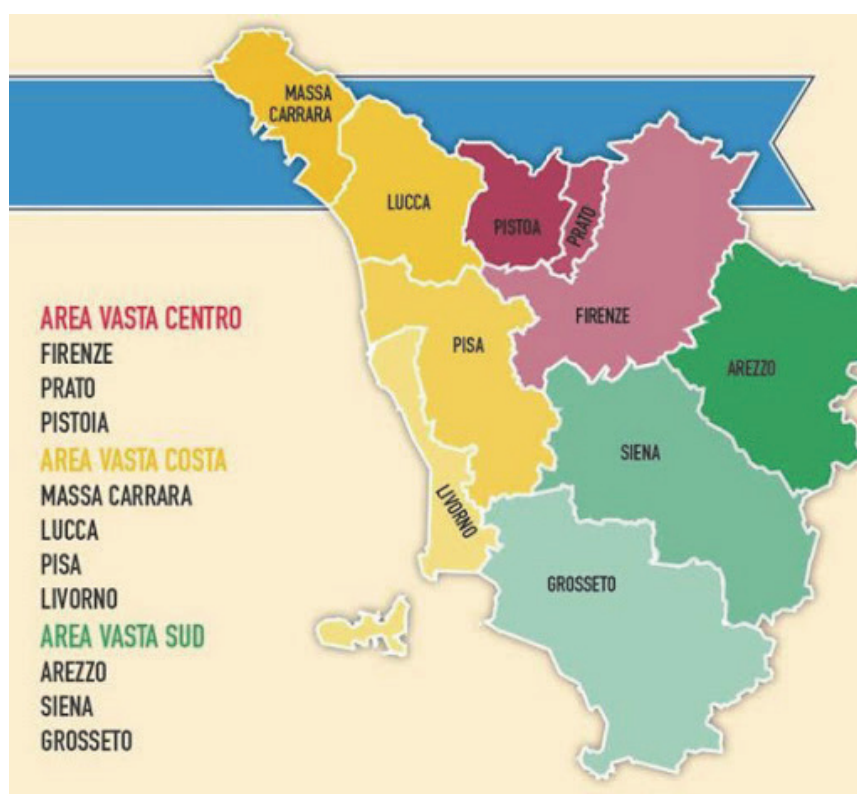 MASSA
CARRARA
LUCCA
PISTOA
PRATO
FIRENZE
PISA
AREZZO
SIENA
LIVORNO
GROSSETO
AREA VASTA CENTRO
FIRENZE
PRATO
PISTOIA
AREA VASTA COSTA
MASSA CARRARA
LUCCA
PISA
LIVORNO
AREA VASTA SUD
AREZZO
SIENA
GROSSETO